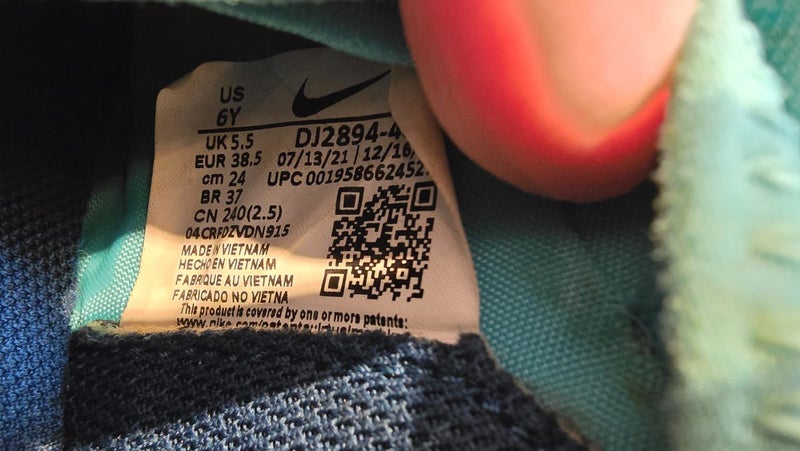 US
6Y
UK 5.5
EUR 38.5
cm 24
BR 37
CN 240(2.5)
04CRFDZVDN915
MADE IN VIETNAM
HECHO EN VIETNAM
FABRIQUE AU VIETNAM
FABRICADO NO VIETNA
DJ2894-4
07/13/21 | 12/16/
UPC 001958662452
This product is covered by one or more patents: